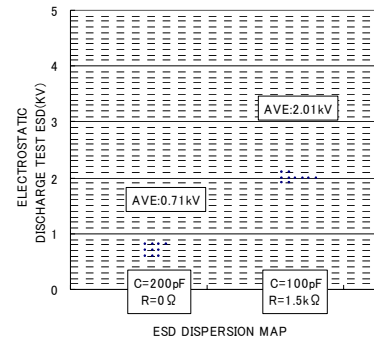 ELECTROSTATIC
DISCHARGE TEST ESD(KV)
5
4
3
2
1
0
AVE:2.01kV
AVE:0.71kV
C=200pF
R=0Ω
C=100pF
R=1.5kΩ
ESD DISPERSION MAP